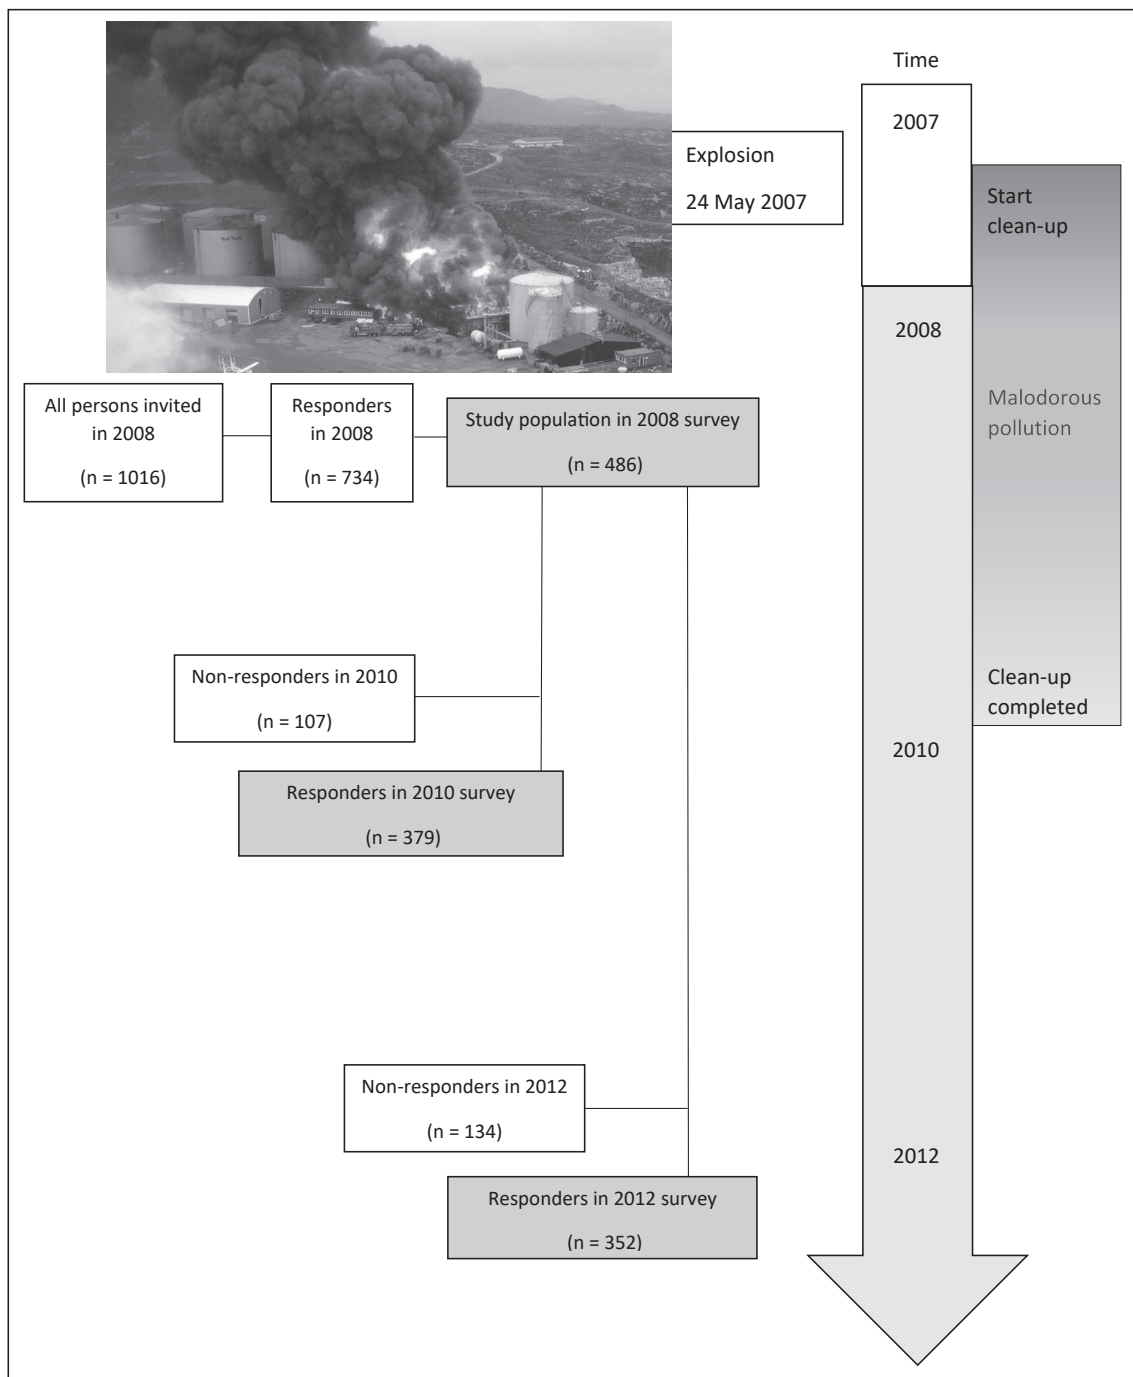 Time
2007
Explosion
24 May 2007
Start
clean-up
2008
Malodorous
pollution
All persons invited
in 2008
(n = 1016)
Responders
in 2008
(n = 734)
Study population in 2008 survey
(n = 486)
Non-responders in 2010
(n = 107)
Clean-up
completed
2010
Responders in 2010 survey
(n = 379)
Non-responders in 2012
(n = 134)
2012
Responders in 2012 survey
(n = 352)